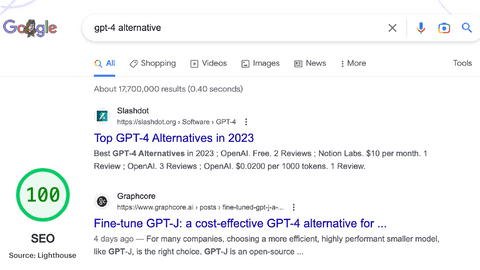 Google
gpt-4 alternative
All Shopping Videos Images News More Tools
About 17,700,000 results (0.40 seconds)
Slashdot
https://slashdot.org › Software › GPT-4
Top GPT-4 Alternatives in 2023
Best GPT-4 Alternatives in 2023 ; OpenAI. Free. 2 Reviews ; Notion Labs. $10 per month. 1
Review ; OpenAI. 3 Reviews ; OpenAI. $0.0200 per 1000 tokens. 1 Review.
100
SEO
Source: Lighthouse
Graphcore
https://www.graphcore.ai › posts › fine-tuned-gpt-j-a-...
Fine-tune GPT-J: a cost-effective GPT-4 alternative for ...
4 days ago — For many companies, choosing a more efficient, highly performant smaller model,
like GPT-J, is the right choice. GPT-J is an open-source ...